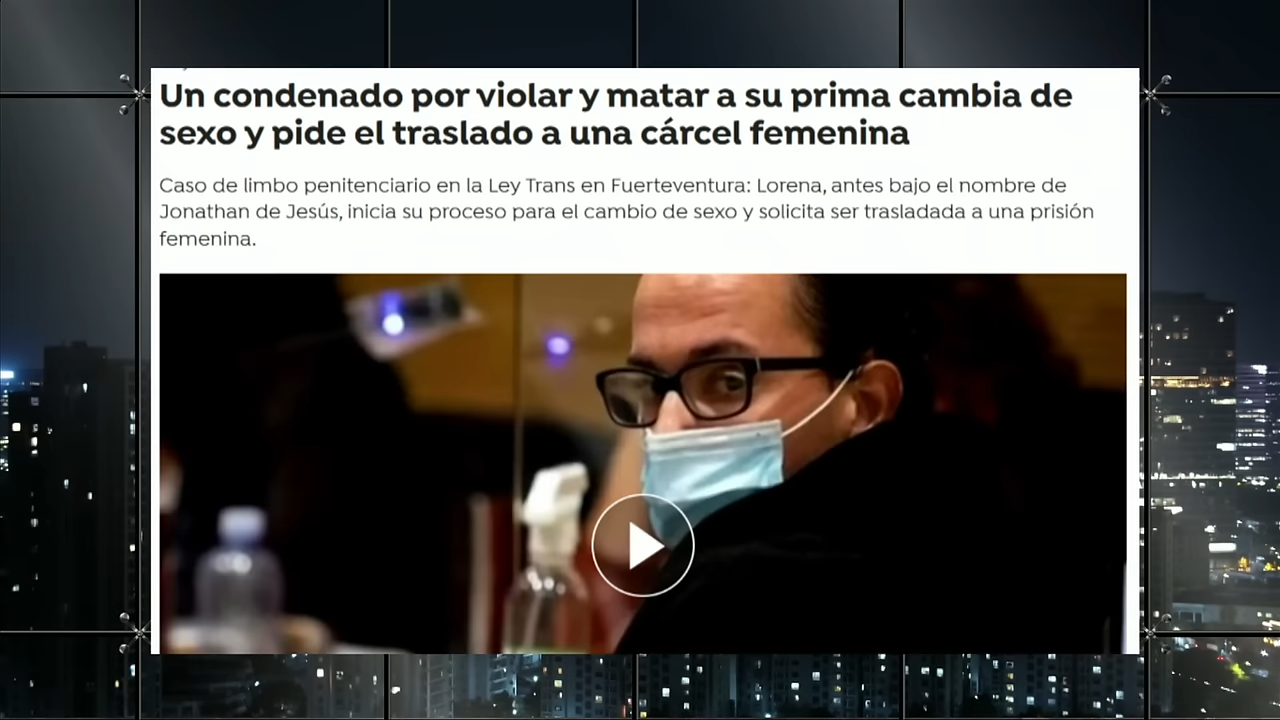 Un condenado por violar y matar a su prima cambia de
sexo y pide el traslado a una cárcel femenina
Caso de limbo penitenciario en la Ley Trans en Fuerteventura: Lorena, antes bajo el nombre de
Jonathan de Jesús, inicia su proceso para el cambio de sexo y solicita ser trasladada a una prisión
femenina.